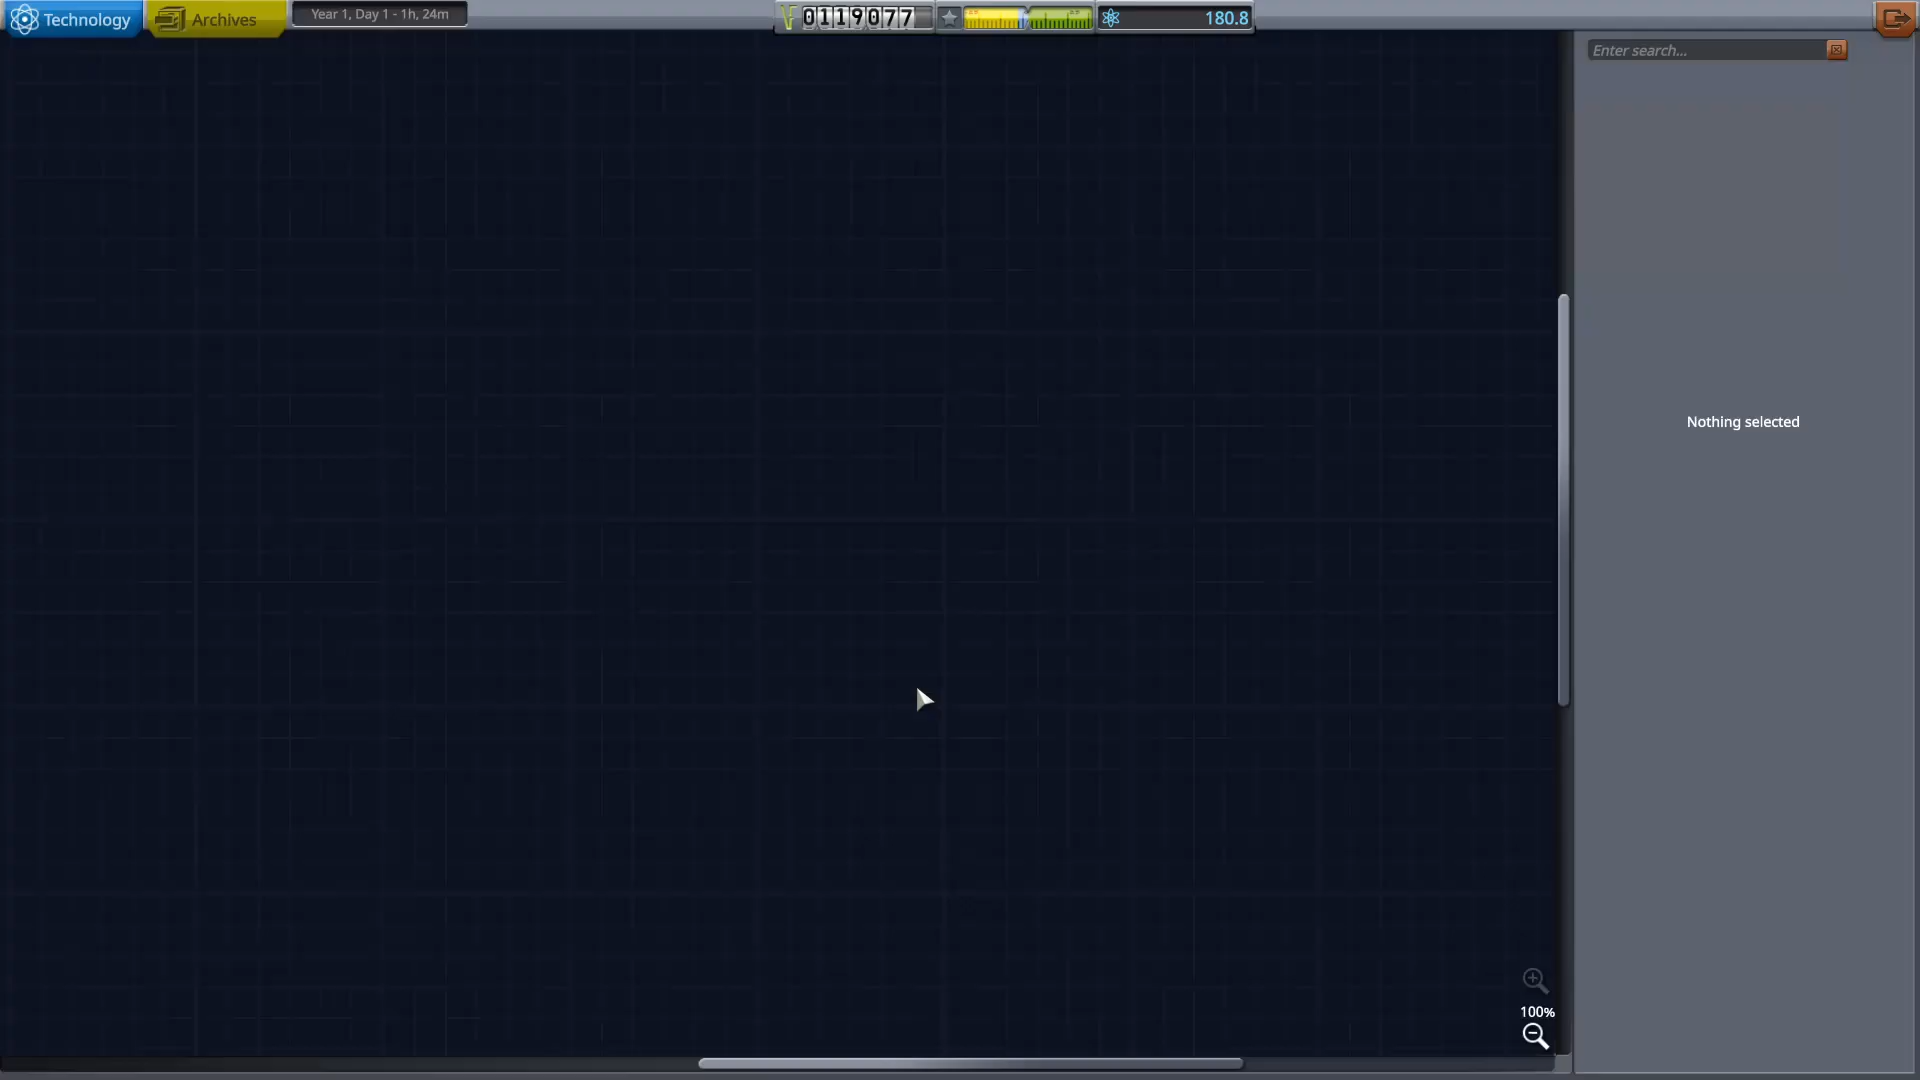 Technology
Archives
Year 1, Day 1 - 1h, 24m
0119077
180.8
Enter search...
Nothing selected
100%